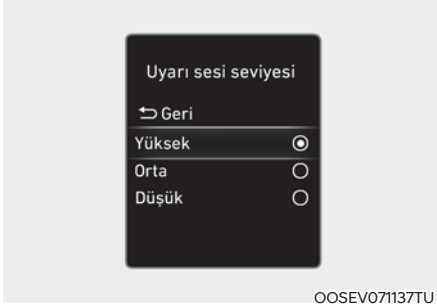 Uyarı sesi seviyesi
Geri
Yüksek
Orta
Düşük
OOSEV071137TU